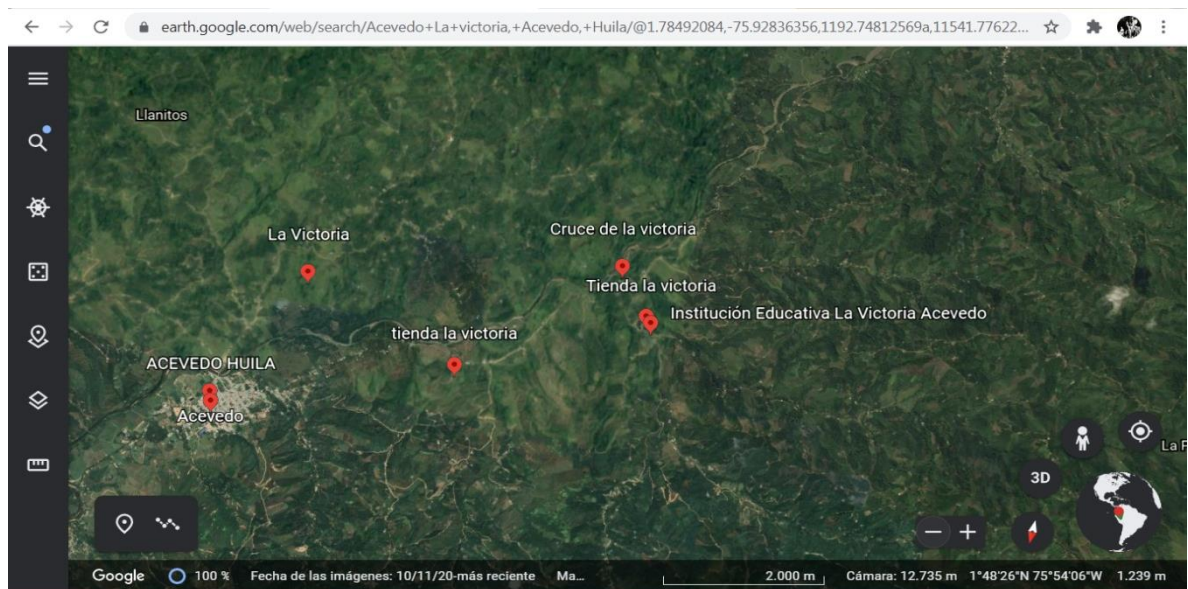 earth.google.com/web/search/Acevedo+La+victoria,+Acevedo,+Huila/@1.78492084,-75.92836356,1192.74812569a,11541.77622...
Llanitos
La Victoria
Cruce de la victoria
Tienda la victoria
Institución Educativa La Victoria Acevedo
tienda la victoria
ACEVEDO HUILA
Acevedo
La P
3D
Google 100 % Fecha de las imágenes: 10/11/20-más reciente Ma... 2.000 m Cámara: 12.735 m 1°48'26"N 75°54'06"W 1.239 m